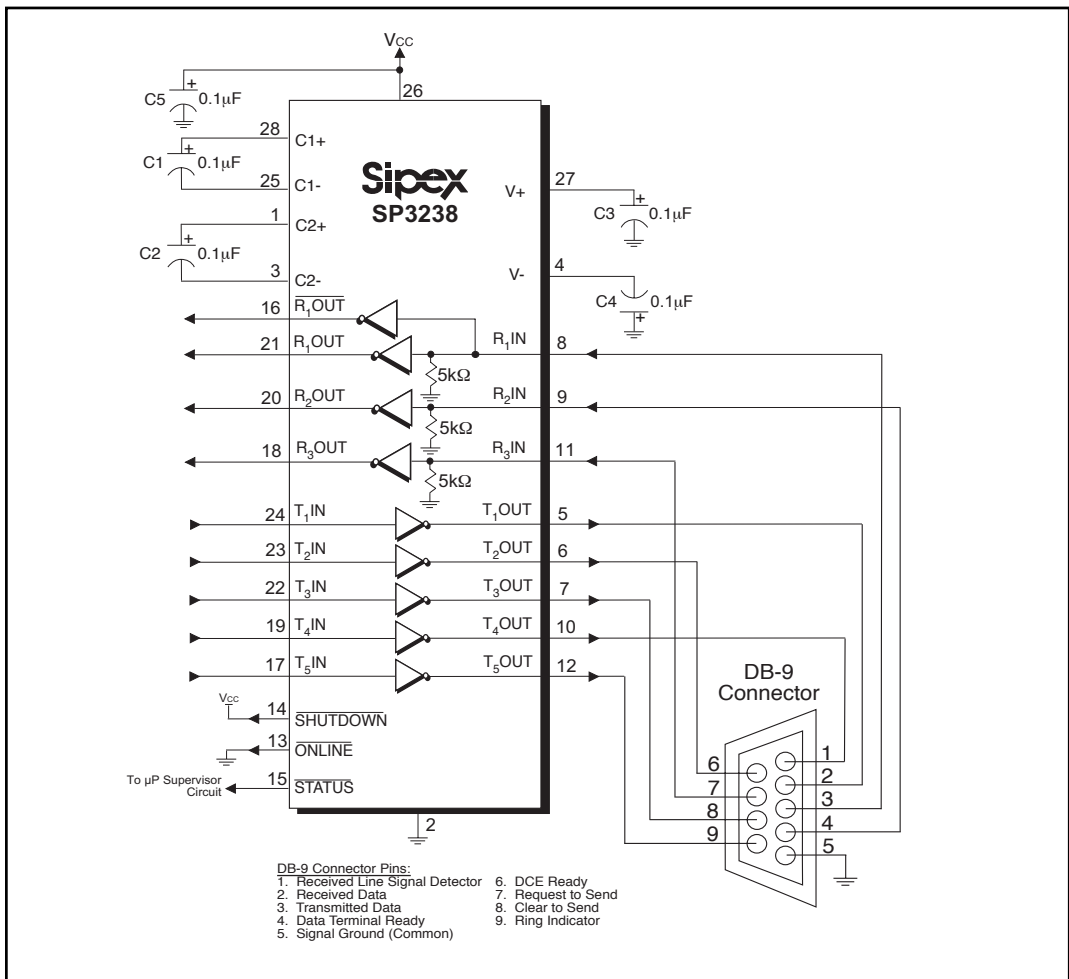 VCC
26
C5 + 0.1µF
28 C1+
C1 + 0.1µF
25 C1-
1 C2+
C2 + 0.1µF
3 C2-
Sipex
SP3238
V+ 27
C3 + 0.1µF
V- 4
C4 0.1µF
+
16 R1OUT
21 R1OUT R1IN 8
5kΩ
20 R2OUT R2IN 9
5kΩ
18 R3OUT R3IN 11
5kΩ
24 T1IN T1OUT 5
23 T2IN T2OUT 6
22 T3IN T3OUT 7
19 T4IN T4OUT 10
17 T5IN T5OUT 12
VCC
14 SHUTDOWN
13 ONLINE
To µP Supervisor
Circuit
15 STATUS
2
DB-9
Connector
6
7
8
9
1
2
3
4
5
DB-9 Connector Pins:
1. Received Line Signal Detector 6. DCE Ready
2. Received Data 7. Request to Send
3. Transmitted Data 8. Clear to Send
4. Data Terminal Ready 9. Ring Indicator
5. Signal Ground (Common)